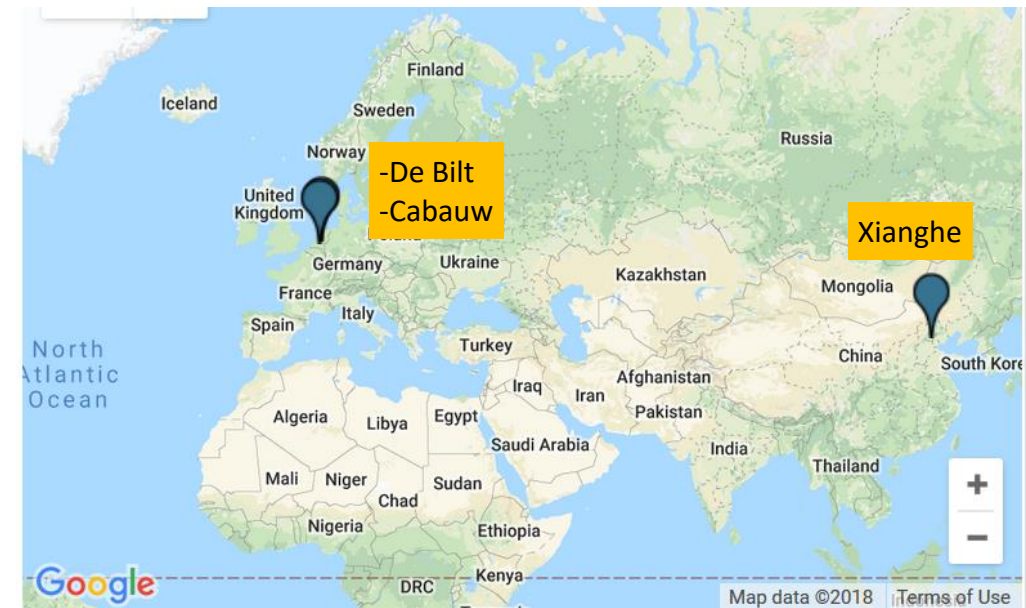 Finland
Iceland
Sweden
Russia
Norway
-De Bilt
-Cabauw
United
Kingdom
Xianghe
Germany
Ukraine
Kazakhstan
Mongolia
France
Italy
Spain
North
Atlantic
Ocean
Turkey
China
South Kore
Iraq
Iran
Afghanistan
Pakistan
Algeria
Libya
Egypt
Saudi Arabia
India
Thailand
Mali
Niger
Chad
Sudan
Nigeria
Ethiopia
+
−
Google
DRC
Kenya
Map data ©2018
Terms of Use